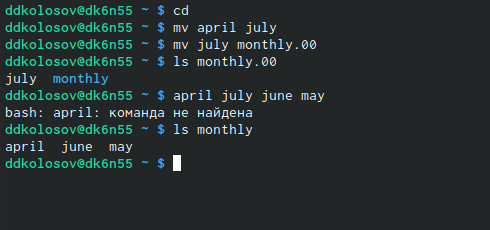 ddkolosov@dk6n55 ~ $ cd
ddkolosov@dk6n55 ~ $ mv april july
ddkolosov@dk6n55 ~ $ mv july monthly.00
ddkolosov@dk6n55 ~ $ ls monthly.00
july  monthly
ddkolosov@dk6n55 ~ $ april july june may
bash: april: команда не найдена
ddkolosov@dk6n55 ~ $ ls monthly
april  june  may
ddkolosov@dk6n55 ~ $